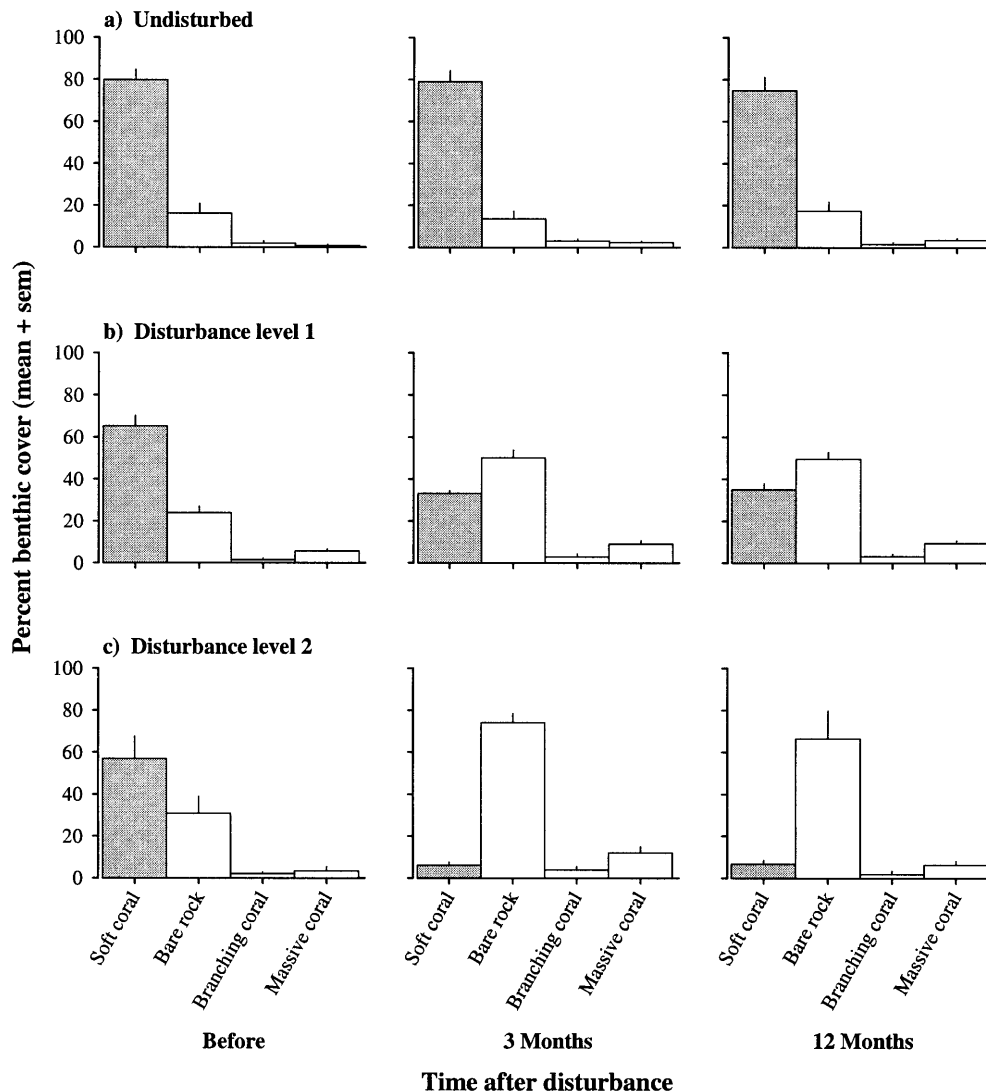 a) Undisturbed
100
80
60
40
20
0
b) Disturbance level 1
100
80
60
40
20
0
c) Disturbance level 2
100
80
60
40
20
0
Percent benthic cover (mean + sem)
Soft coral
Bare rock
Branching coral
Massive coral
Soft coral
Bare rock
Branching coral
Massive coral
Soft coral
Bare rock
Branching coral
Massive coral
Before 3 Months 12 Months
Time after disturbance